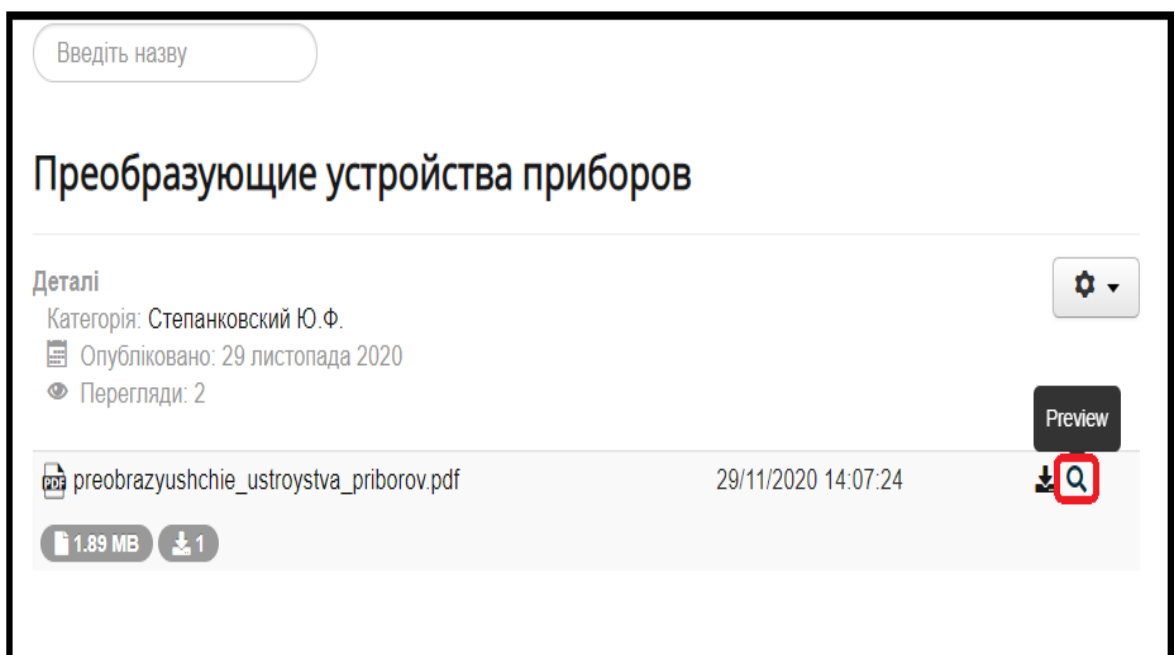 Введіть назву
Преобразующие устройства приборов
Деталі
Категорія: Степанковский Ю.Ф.
Опубліковано: 29 листопада 2020
Перегляди: 2
Preview
PDF preobrazyushchie_ustroystva_priborov.pdf 29/11/2020 14:07:24
1.89 MB 1